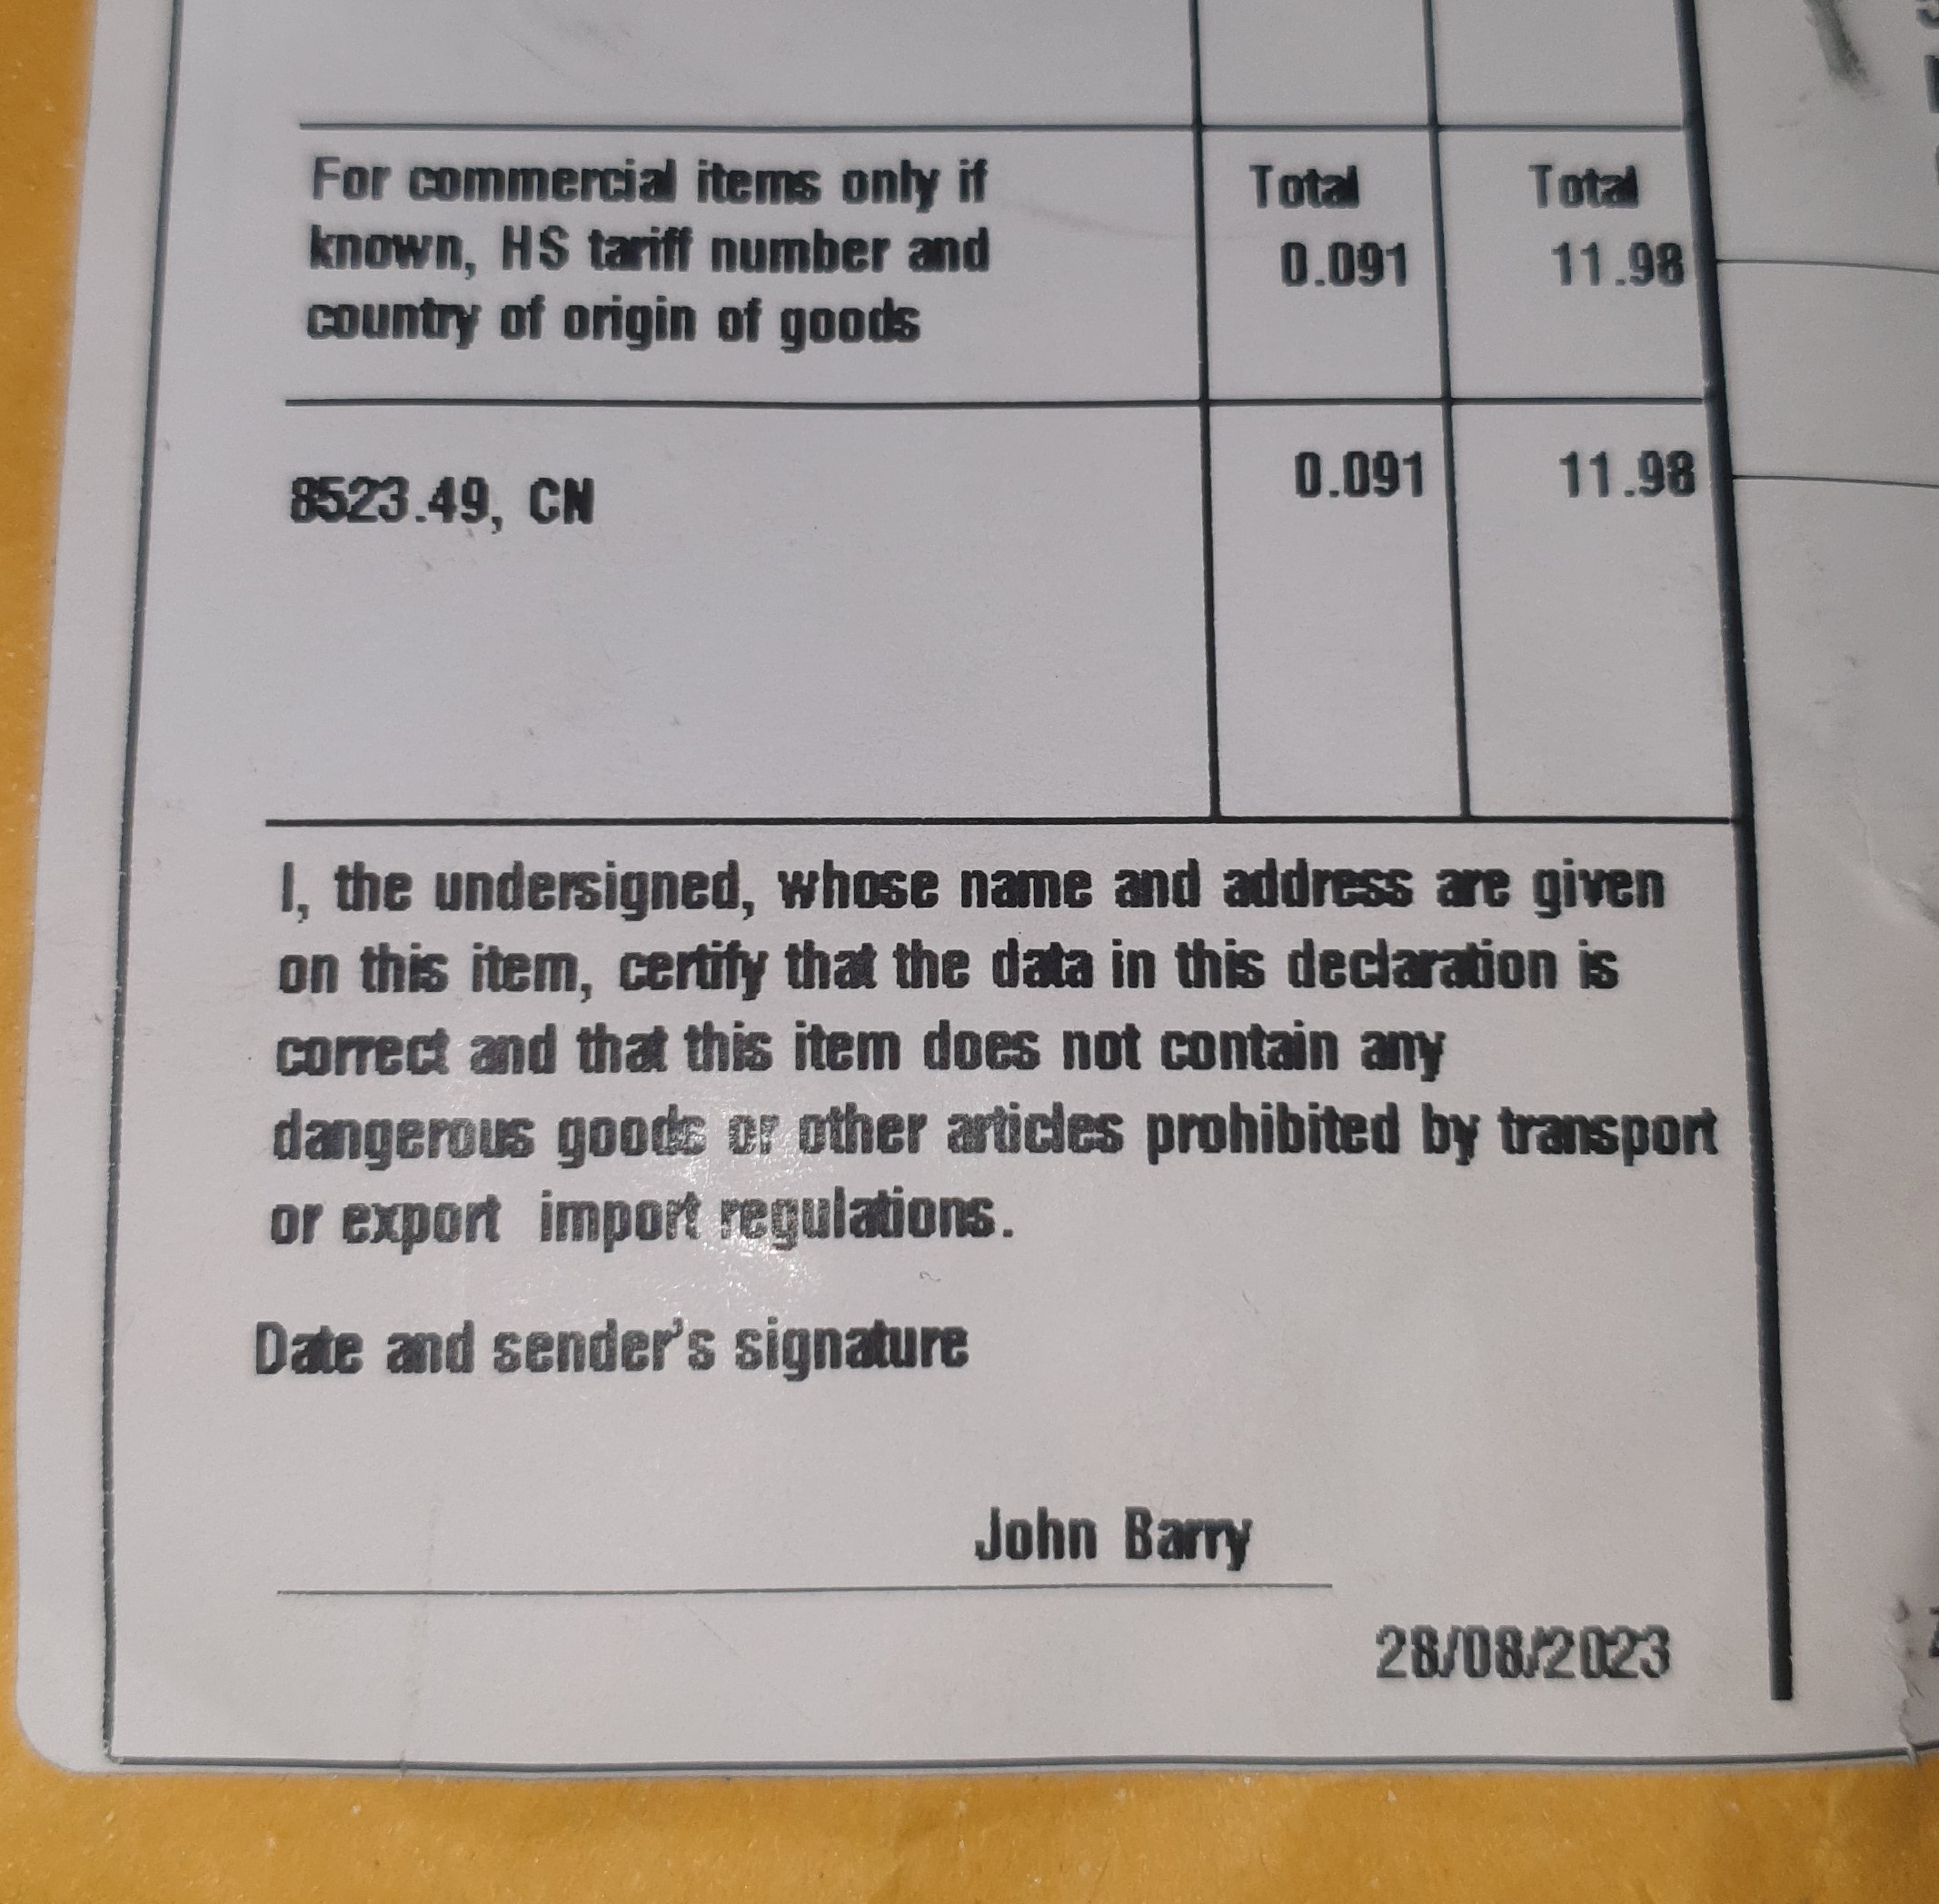 For commercial items only if
known, HS tariff number and
country of origin of goods
Total
0.091
Total
11.98
8523.49, CN
0.091
11.98
I, the undersigned, whose name and address are given
on this item, certify that the data in this declaration is
correct and that this item does not contain any
dangerous goods or other articles prohibited by transport
or export import regulations.
Date and sender's signature
John Barry
28/08/2023